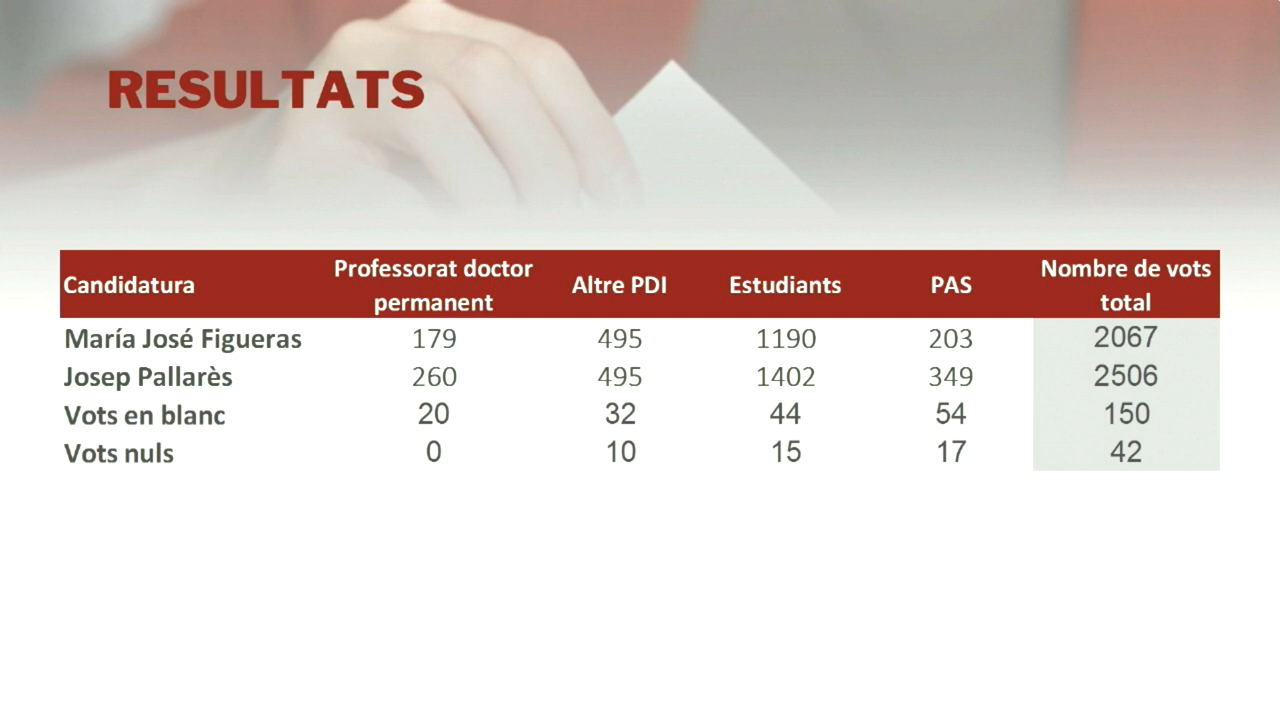 RESULTATS
Candidatura Professorat doctor permanent Altre PDI Estudiants PAS Nombre de vots total
María José Figueras 179 495 1190 203 2067
Josep Pallarès 260 495 1402 349 2506
Vots en blanc 20 32 44 54 150
Vots nuls 0 10 15 17 42